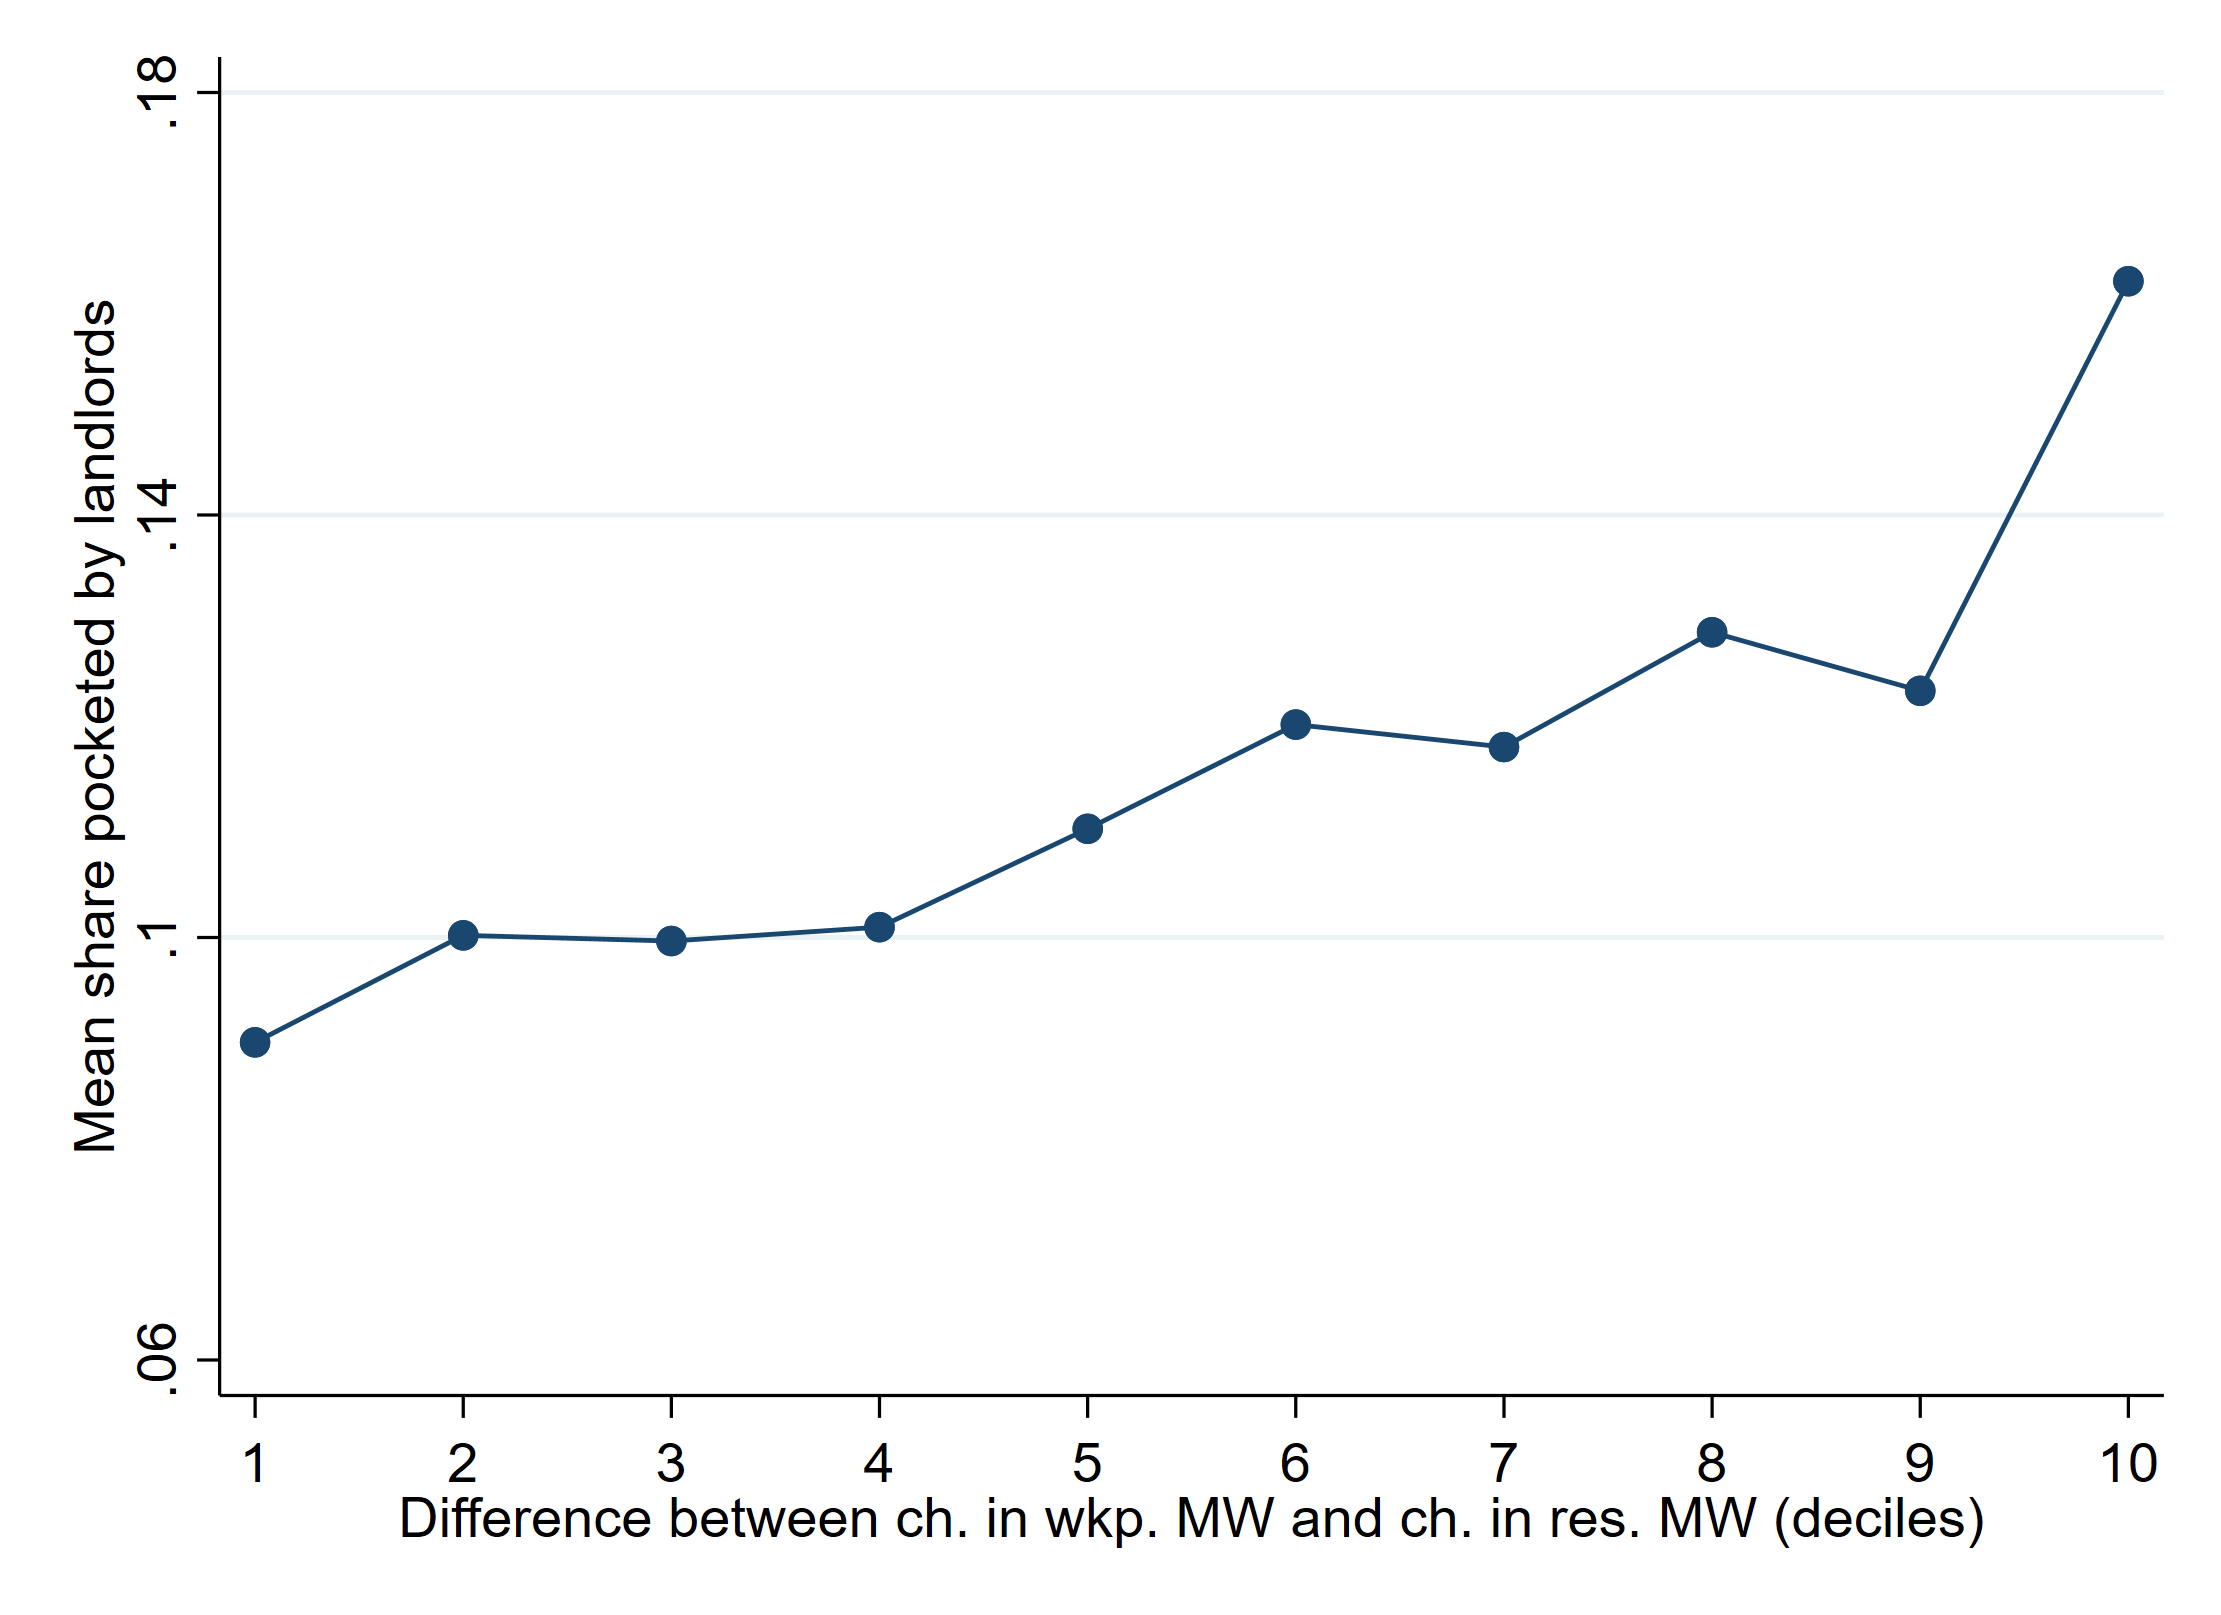 Mean share pocketed by landlords
.18
.14
.1
.06
1 2 3 4 5 6 7 8 9 10
Difference between ch. in wkp. MW and ch. in res. MW (deciles)